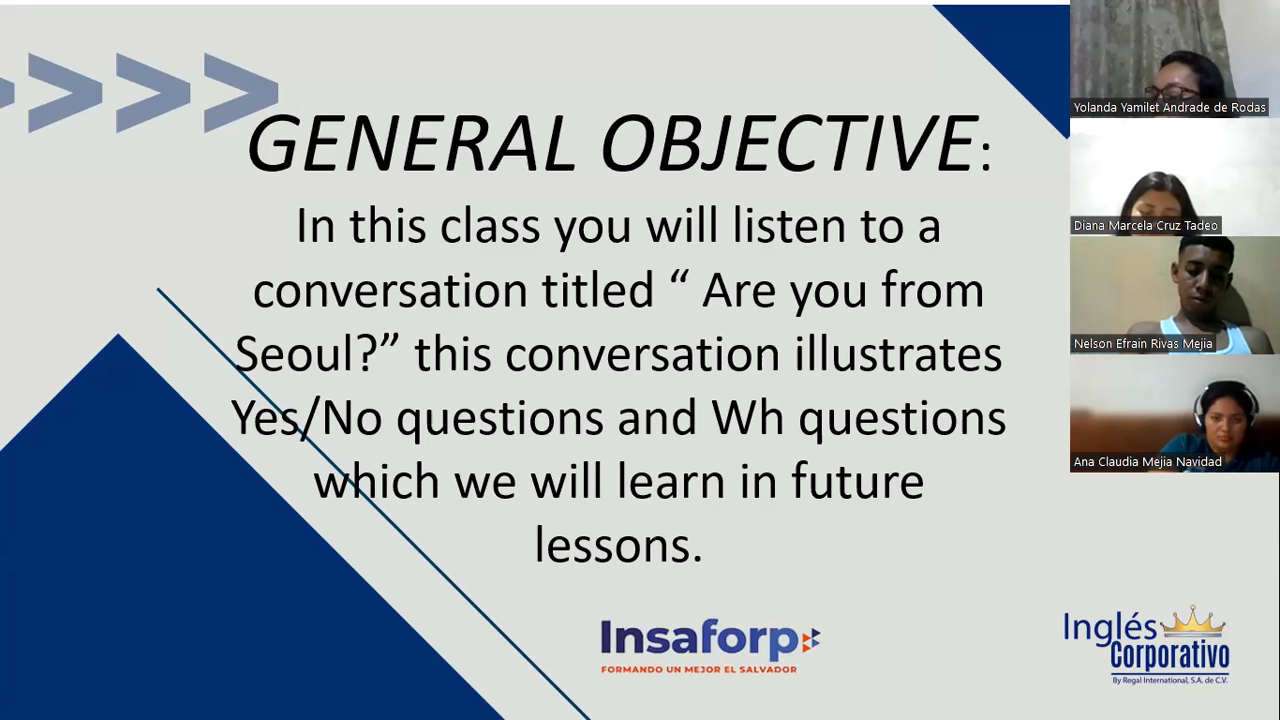 GENERAL OBJECTIVE:
In this class you will listen to a
conversation titled “ Are you from
Seoul?” this conversation illustrates
Yes/No questions and Wh questions
which we will learn in future
lessons.
Insaforp
FORMANDO UN MEJOR EL SALVADOR
Inglés
Corporativo
By Regal International, S.A. de C.V.
Yolanda Yamilet Andrade de Rodas
Diana Marcela Cruz Tadeo
Nelson Efrain Rivas Mejia
Ana Claudia Mejia Navidad